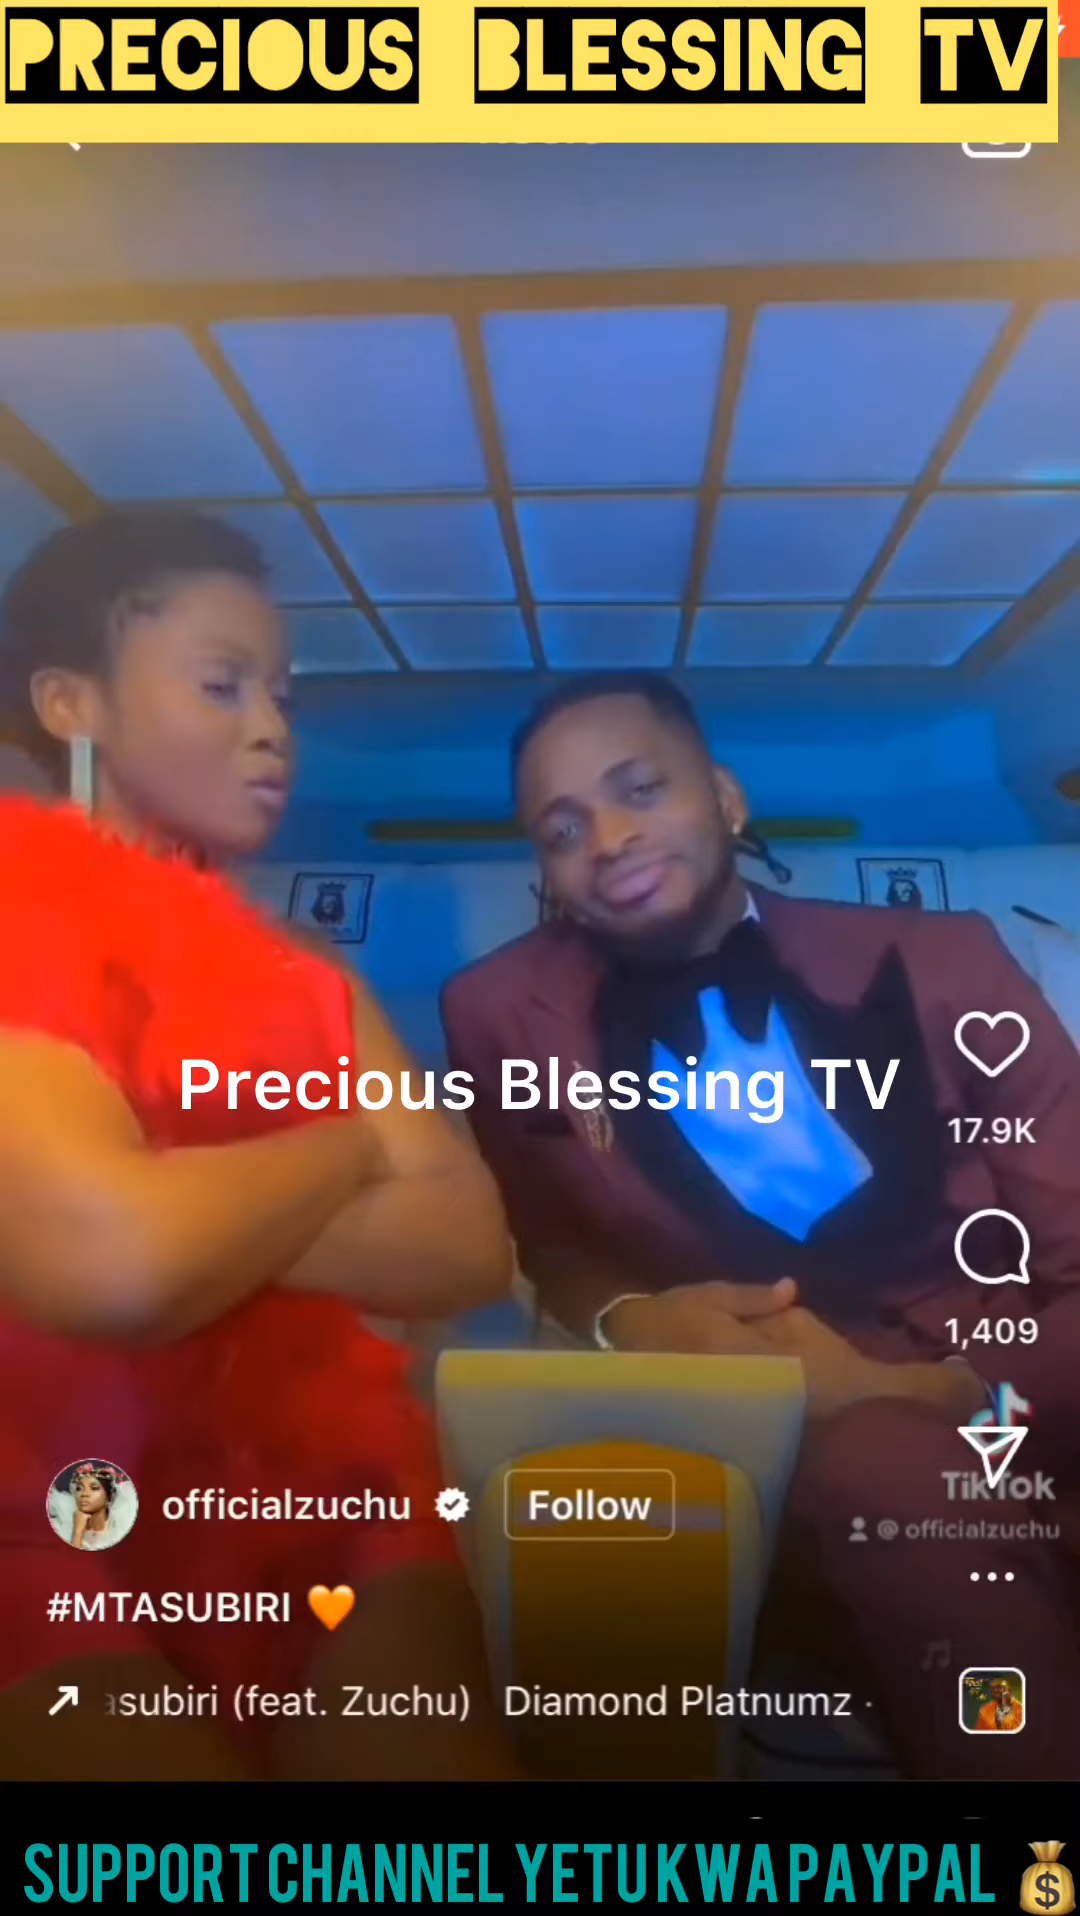 PRECIOUS BLESSING TV
Precious Blessing TV
17.9K
1,409
TikTok
@ officialzuchu
officialzuchu Follow
#MTASUBIRI 🧡
asubiri (feat. Zuchu) Diamond Platnumz ·
SUPPORT CHANNEL YETU KWA PAYPAL 💰